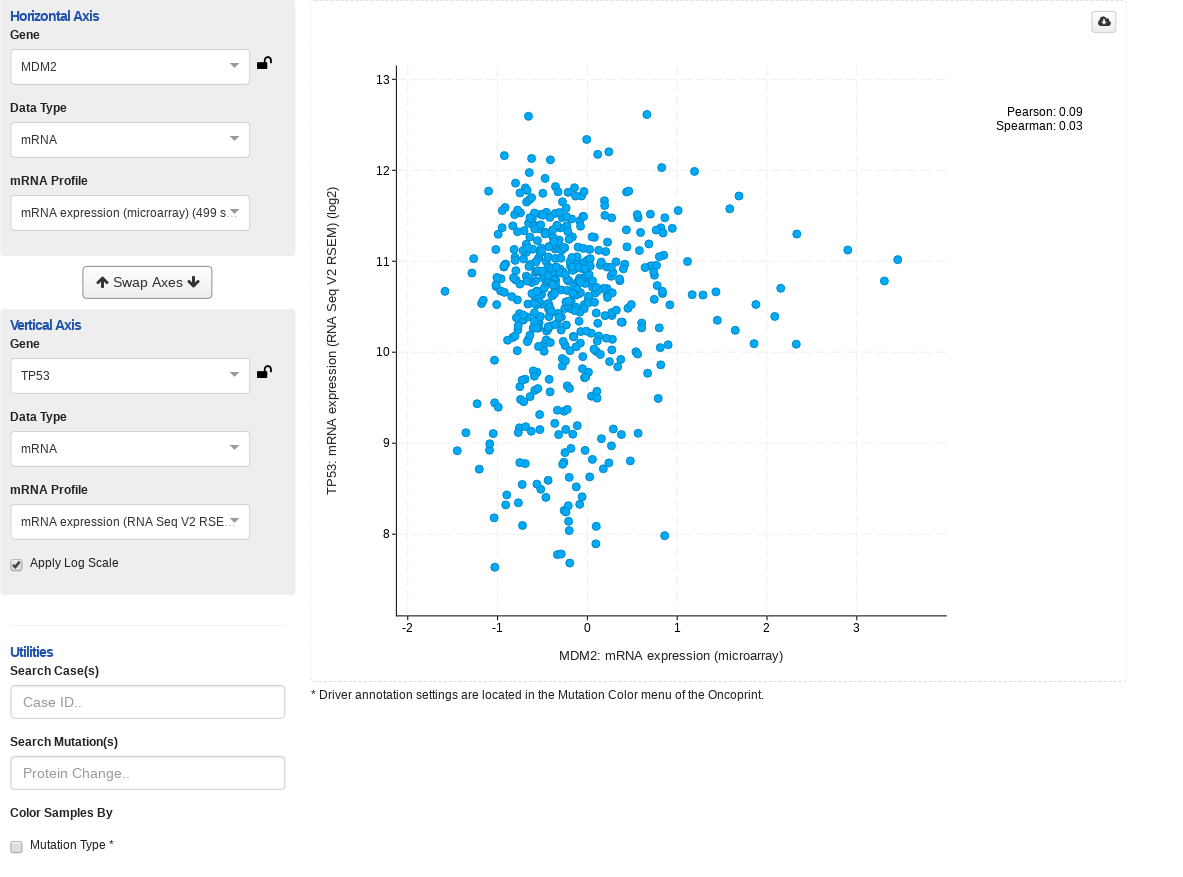 Horizontal Axis
Gene
MDM2
Data Type
mRNA
mRNA Profile
mRNA expression (microarray) (499 s...
Swap Axes
Vertical Axis
Gene
TP53
Data Type
mRNA
mRNA Profile
mRNA expression (RNA Seq V2 RSE...
Apply Log Scale
Utilities
Search Case(s)
Case ID..
Search Mutation(s)
Protein Change..
Color Samples By
Mutation Type *
Pearson: 0.09
Spearman: 0.03
TP53: mRNA expression (RNA Seq V2 RSEM) (log2)
13
12
11
10
9
8
-2 -1 0 1 2 3
MDM2: mRNA expression (microarray)
* Driver annotation settings are located in the Mutation Color menu of the Oncoprint.